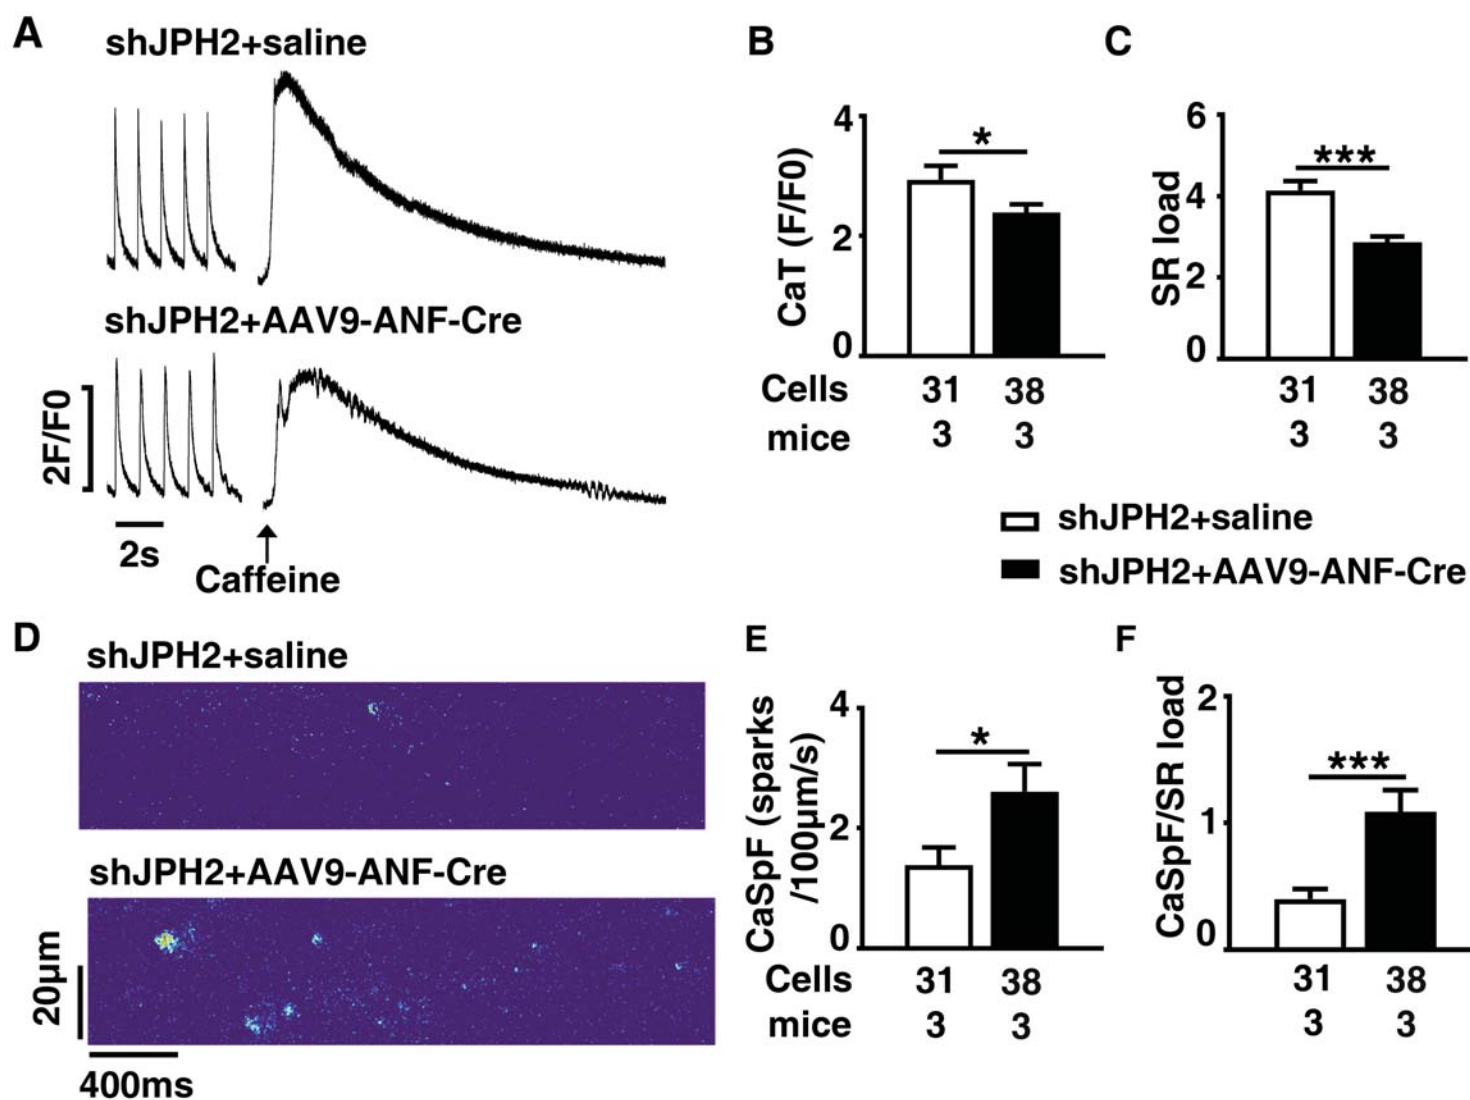 A
shJPH2+saline
shJPH2+AAV9-ANF-Cre
2F/F0
2s
Caffeine
B
CaT (F/F0)
4
2
0
*
Cells 31 38
mice 3 3
C
SR load
6
4
2
0
***
31 38
3 3
shJPH2+saline
shJPH2+AAV9-ANF-Cre
D
shJPH2+saline
shJPH2+AAV9-ANF-Cre
20µm
400ms
E
CaSpF (sparks
/100µm/s)
4
2
0
*
Cells 31 38
mice 3 3
F
CaSpF/SR load
2
1
0
***
31 38
3 3